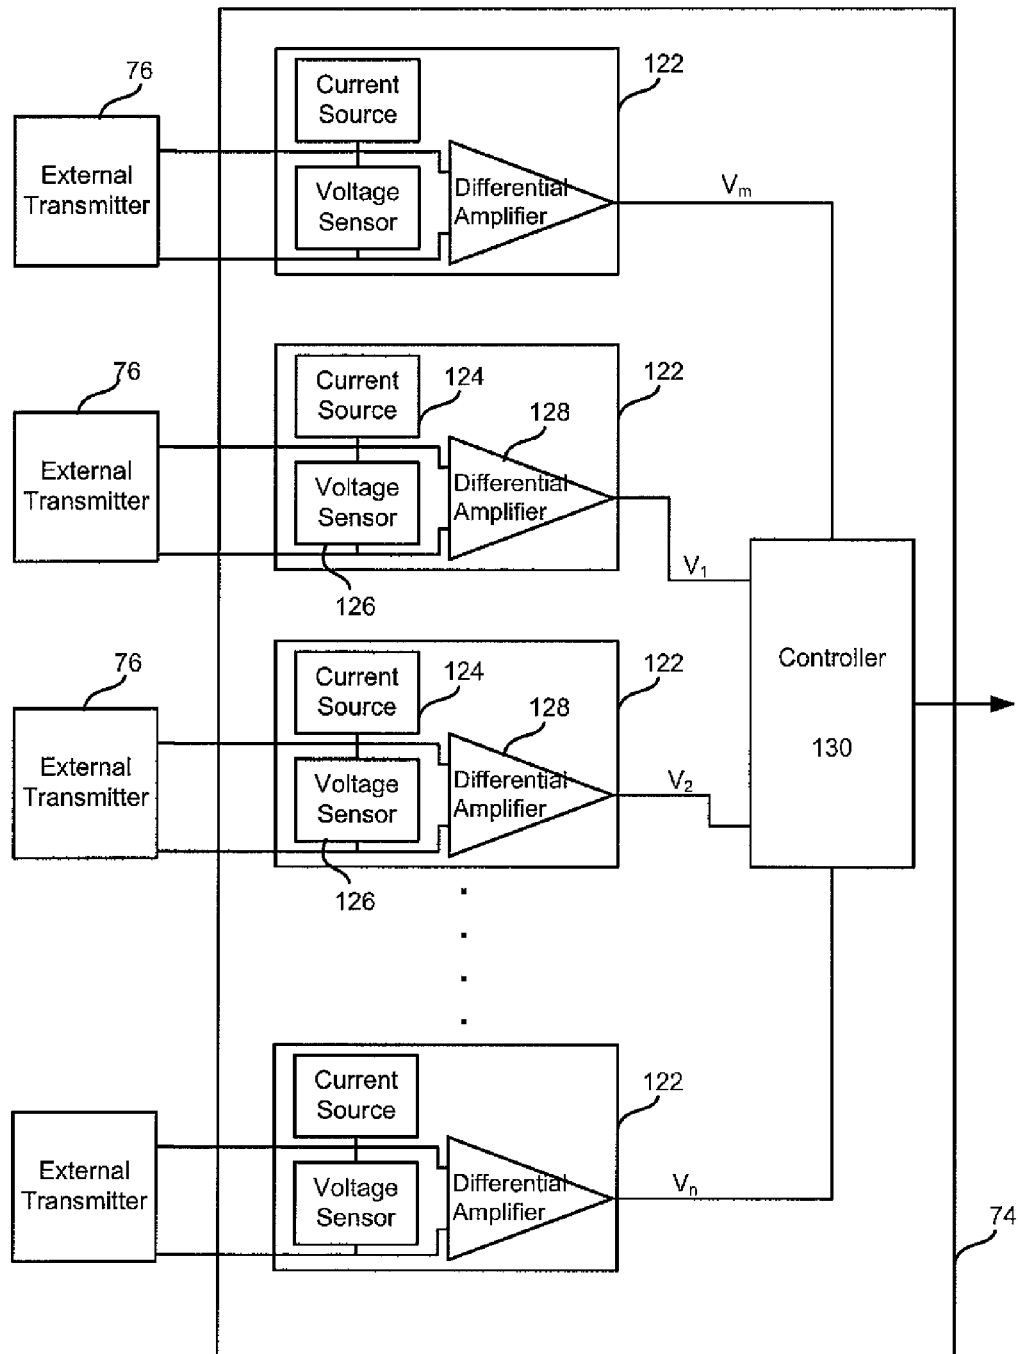 76
122
Current
Source
External
Transmitter
Voltage
Sensor
Differential
Amplifier
Vm
76
124
122
Current
Source
128
External
Transmitter
Voltage
Sensor
Differential
Amplifier
V1
126
76
124
122
Current
Source
128
Controller
130
External
Transmitter
Voltage
Sensor
Differential
Amplifier
V2
126
.
.
.
.
122
Current
Source
External
Transmitter
Voltage
Sensor
Differential
Amplifier
Vn
74